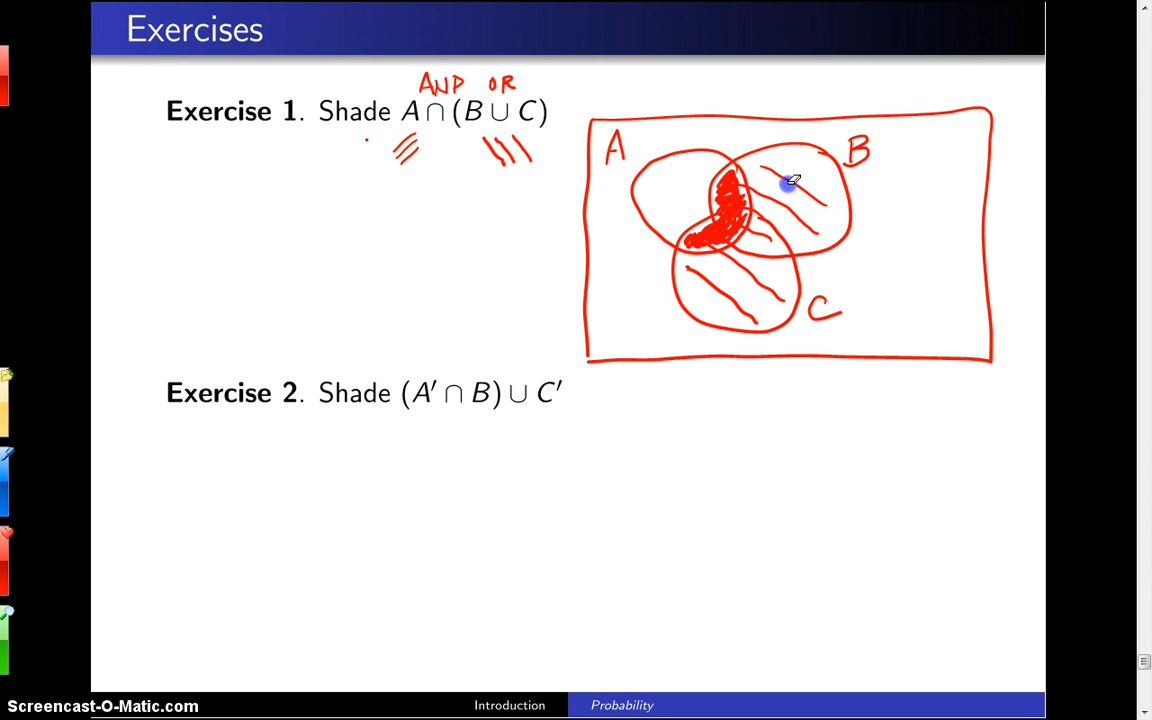 Exercises
AND OR
Exercise 1. Shade A ∩ (B ∪ C)
A
B
C
Exercise 2. Shade (A′ ∩ B) ∪ C′
Screencast-O-Matic.com
Introduction
Probability